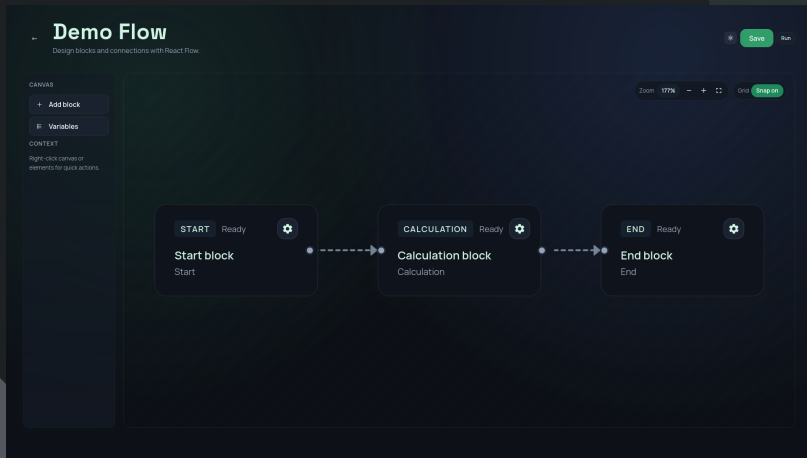 ←
Demo Flow
Design blocks and connections with React Flow.
Save
Run
CANVAS
+ Add block
Variables
CONTEXT
Right-click canvas or
elements for quick actions.
Zoom 177% − +
Grid Snap on
START Ready
Start block
Start
CALCULATION Ready
Calculation block
Calculation
END Ready
End block
End